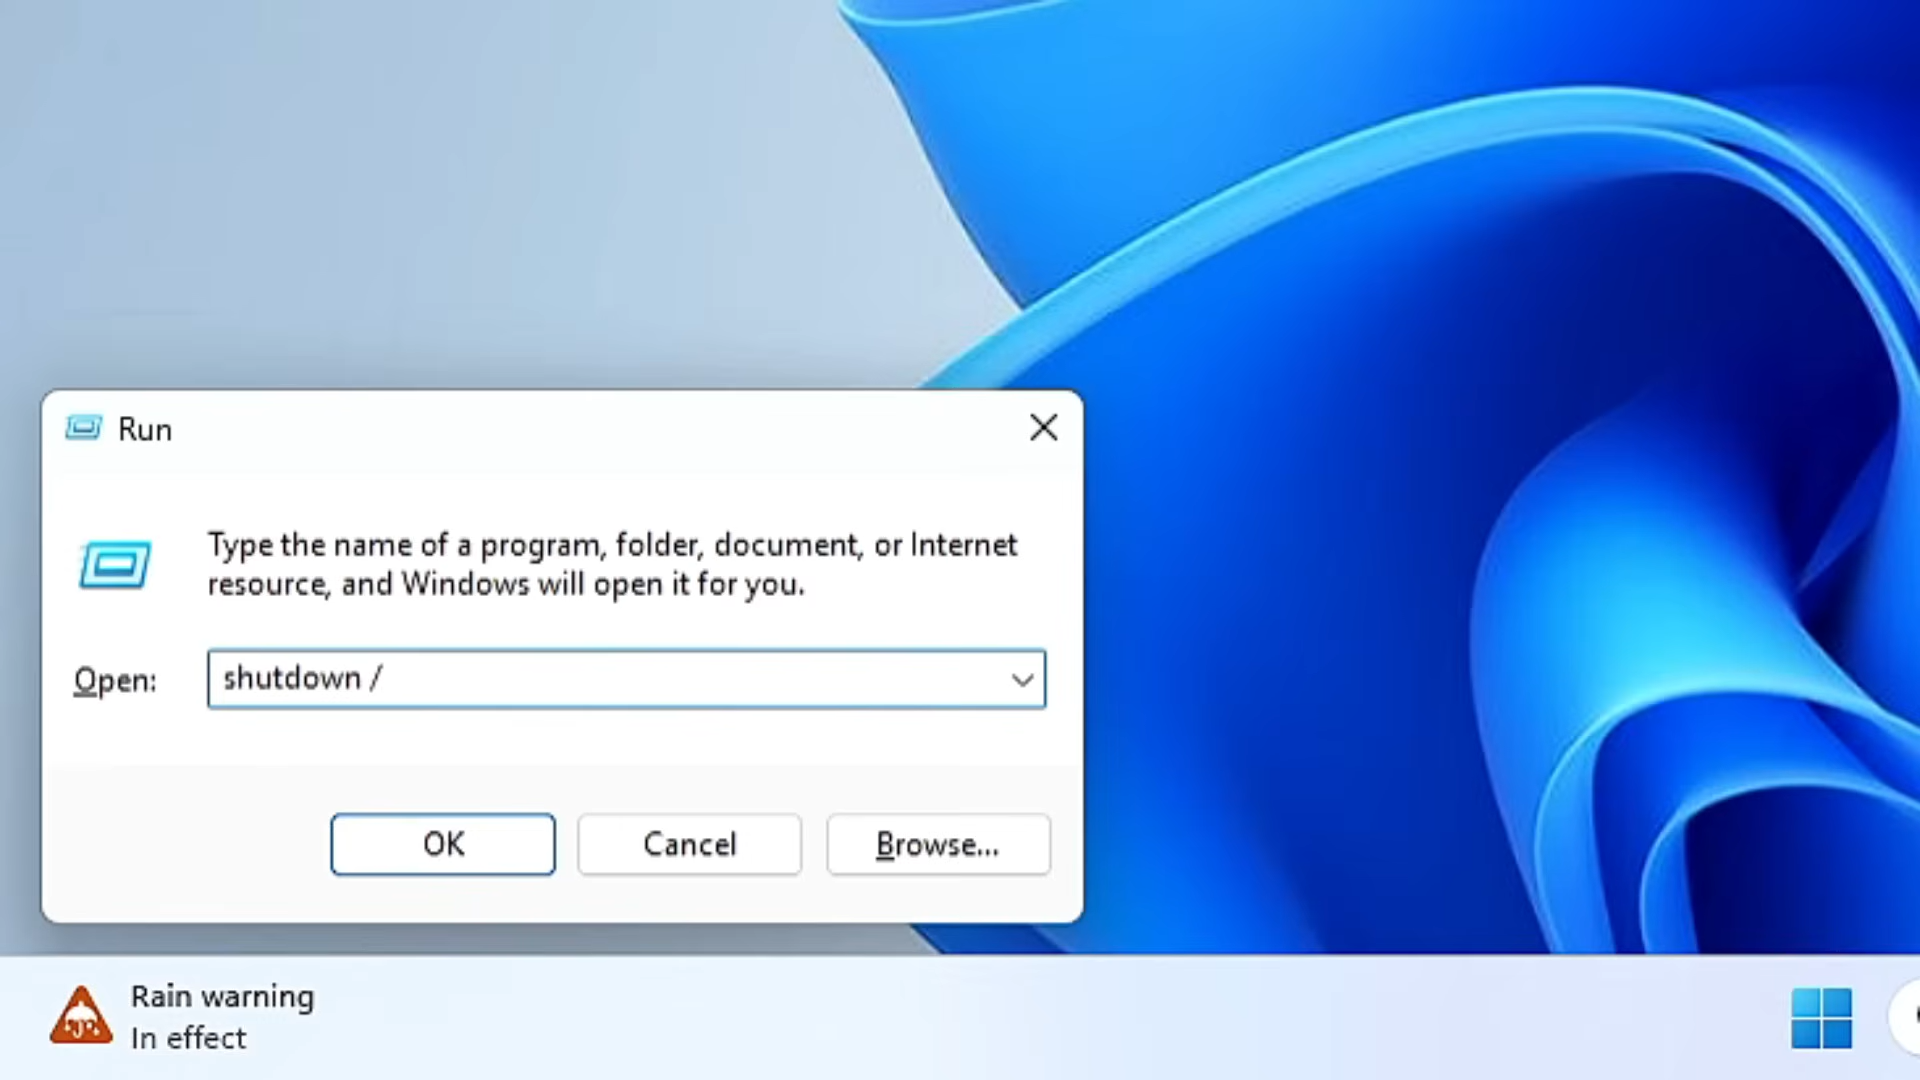 Run
Type the name of a program, folder, document, or Internet
resource, and Windows will open it for you.
Open:
shutdown /
OK
Cancel
Browse...
Rain warning
In effect